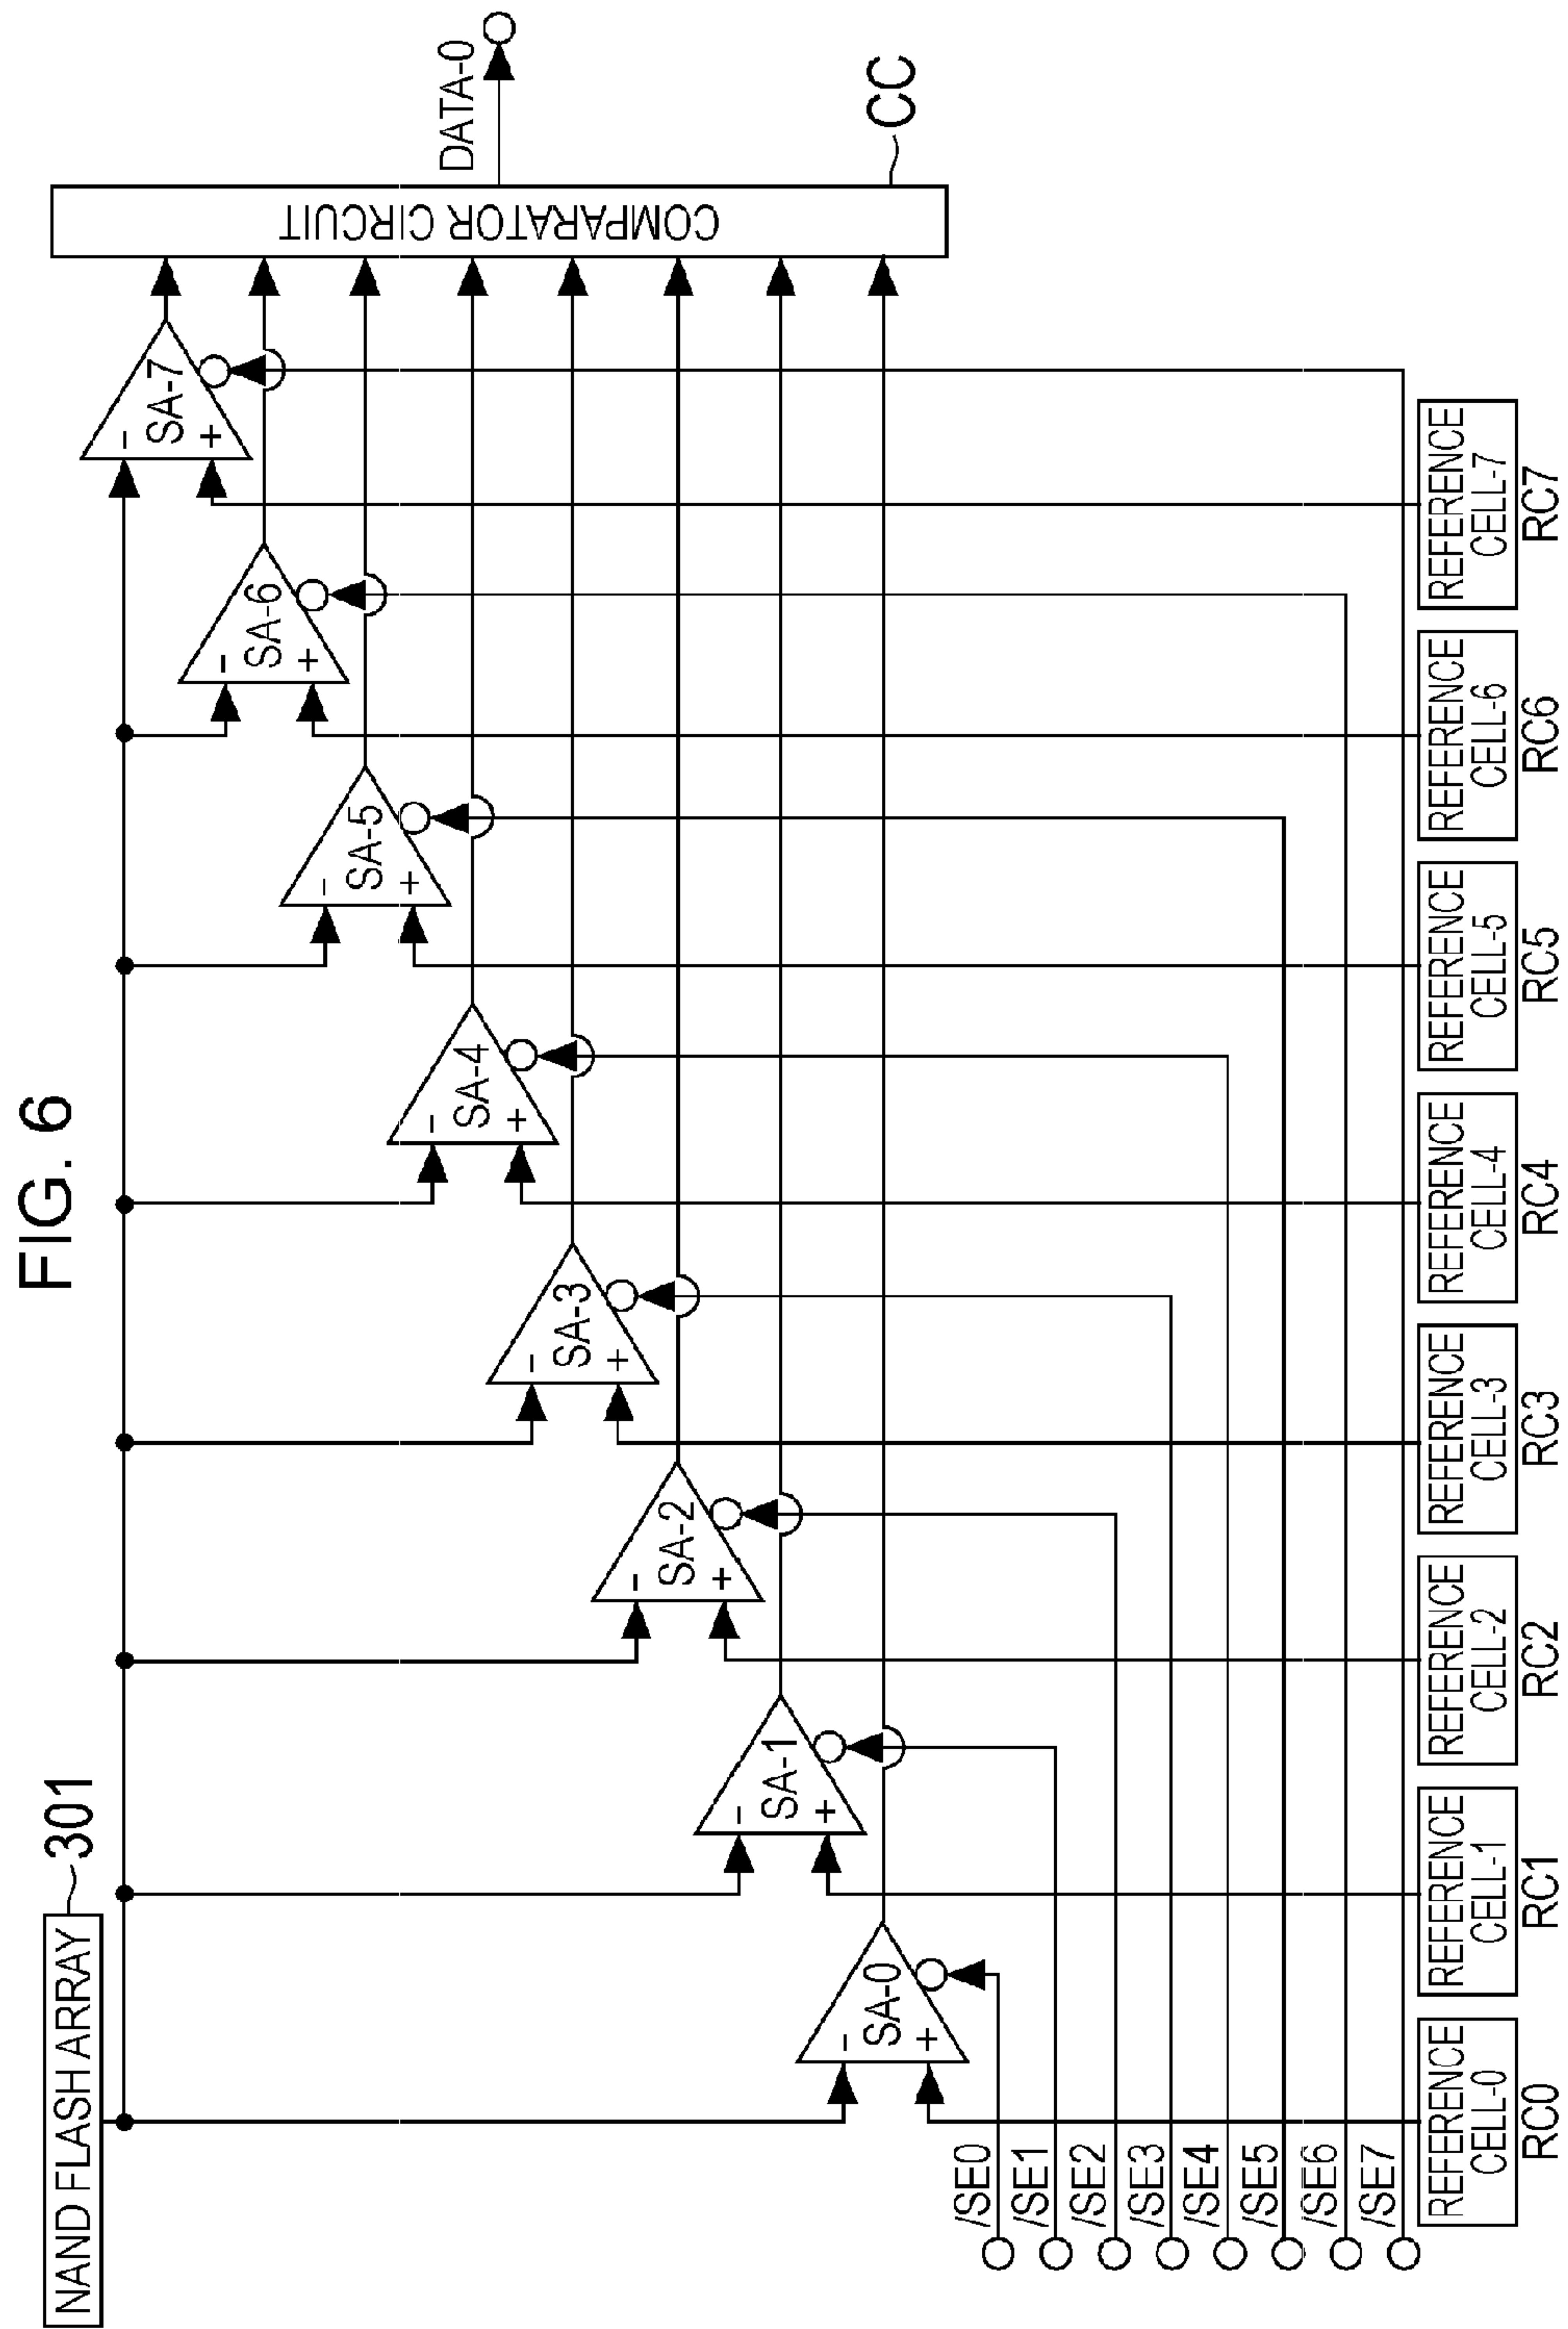 FIG. 6
NAND FLASH ARRAY
301
-
SA-7
+
-
SA-6
+
-
SA-5
+
-
SA-4
+
-
SA-3
+
-
SA-2
+
-
SA-1
+
-
SA-0
+
COMPARATOR CIRCUIT
DATA-0
CC
/SE0
/SE1
/SE2
/SE3
/SE4
/SE5
/SE6
/SE7
REFERENCE
CELL-0
RC0
REFERENCE
CELL-1
RC1
REFERENCE
CELL-2
RC2
REFERENCE
CELL-3
RC3
REFERENCE
CELL-4
RC4
REFERENCE
CELL-5
RC5
REFERENCE
CELL-6
RC6
REFERENCE
CELL-7
RC7